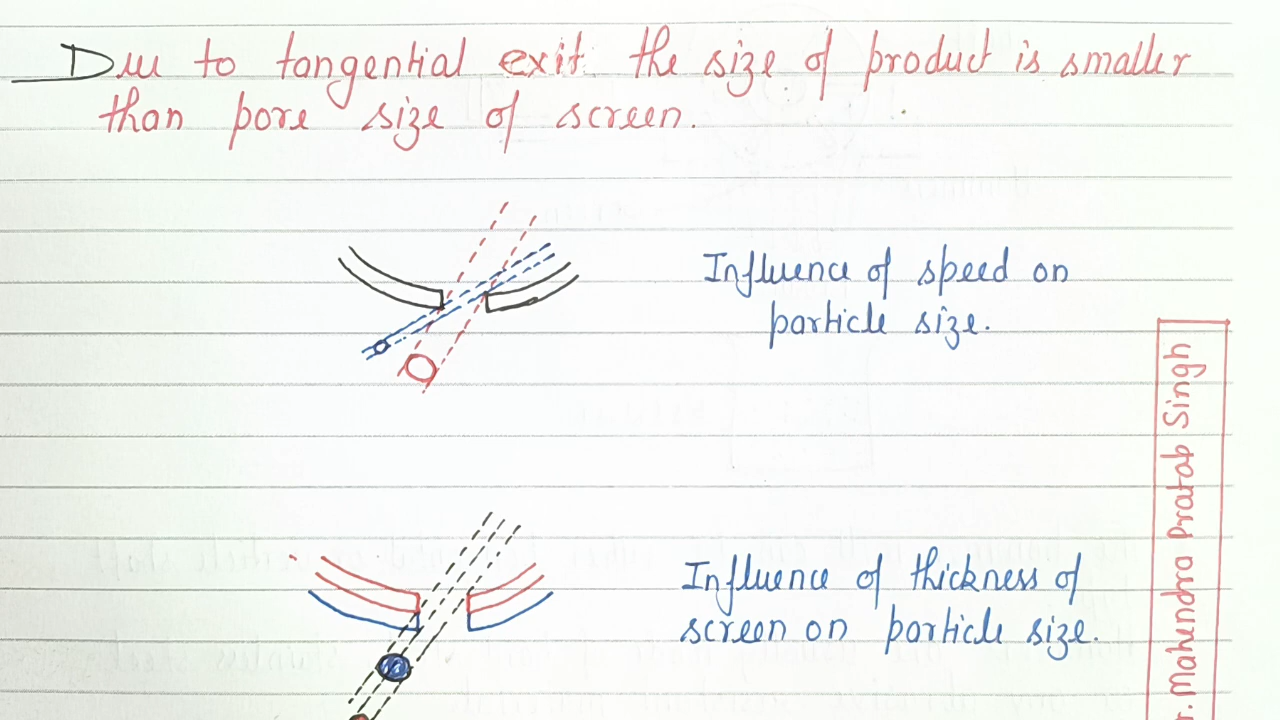 Due to tangential exit the size of product is smaller
than pore size of screen.
Influence of speed on
particle size.
Influence of thickness of
screen on particle size.
r. Mahendra Pratap Singh